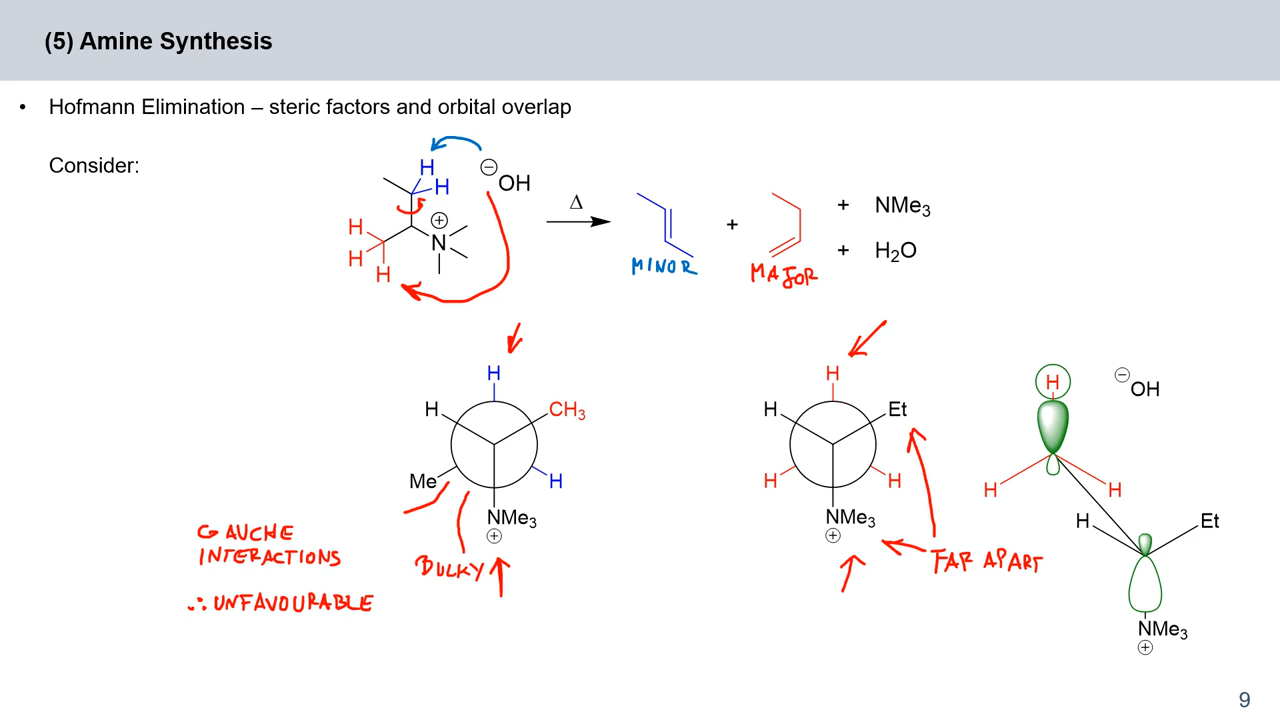 (5) Amine Synthesis
• Hofmann Elimination – steric factors and orbital overlap
Consider:
H
H
⊖
OH
H
H
H
⊕
N
Δ
+
+ NMe3
+ H2O
MINOR
MAJOR
H
H
CH3
Me
H
NMe3
⊕
GAUCHE
INTERACTIONS
∴ UNFAVOURABLE
BULKY
H
H
Et
H
H
NMe3
⊕
FAR APART
H
⊖
OH
H
H
H
Et
NMe3
⊕
9